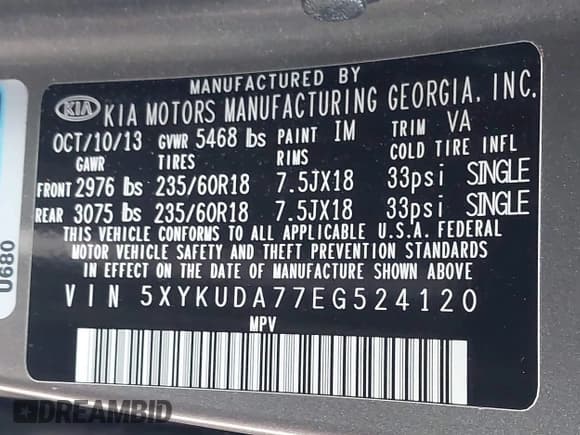 MANUFACTURED BY
KIA KIA MOTORS MANUFACTURING GEORGIA, INC.
OCT/10/13 GVWR 5468 lbs PAINT IM TRIM VA
GAWR TIRES RIMS COLD TIRE INFL
FRONT 2976 lbs 235/60R18 7.5JX18 33psi SINGLE
REAR 3075 lbs 235/60R18 7.5JX18 33psi SINGLE
THIS VEHICLE CONFORMS TO ALL APPLICABLE U.S.A. FEDERAL
MOTOR VEHICLE SAFETY AND THEFT PREVENTION STANDARDS
IN EFFECT ON THE DATE OF MANUFACTURE SHOWN ABOVE
VIN 5XYKUDA77EG524120
MPV
U680
DREAMBID